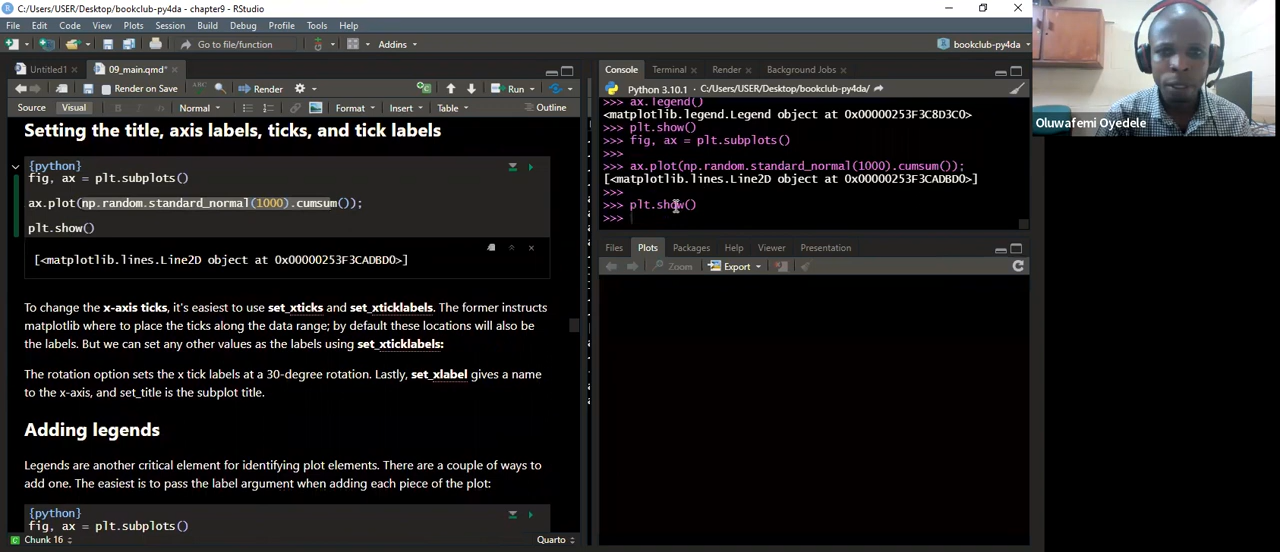 C:/Users/USER/Desktop/bookclub-py4da - chapter9 - RStudio
File Edit Code View Plots Session Build Debug Profile Tools Help
Go to file/function
Addins
bookclub-py4da
Untitled1
09_main.qmd*
Render on Save
Render
Run
Source
Visual
B
I
Normal
Format
Insert
Table
Outline
Setting the title, axis labels, ticks, and tick labels
{python}
fig, ax = plt.subplots()
ax.plot(np.random.standard_normal(1000).cumsum());
plt.show()
[<matplotlib.lines.Line2D object at 0x00000253F3CADBD0>]
To change the x-axis ticks, it's easiest to use set_xticks and set_xticklabels. The former instructs
matplotlib where to place the ticks along the data range; by default these locations will also be
the labels. But we can set any other values as the labels using set_xticklabels:
The rotation option sets the x tick labels at a 30-degree rotation. Lastly, set_xlabel gives a name
to the x-axis, and set_title is the subplot title.
Adding legends
Legends are another critical element for identifying plot elements. There are a couple of ways to
add one. The easiest is to pass the label argument when adding each piece of the plot:
{python}
fig, ax = plt.subplots()
Chunk 16
Quarto
Console
Terminal
Render
Background Jobs
Python 3.10.1 · C:/Users/USER/Desktop/bookclub-py4da/
>>> ax.legend()
<matplotlib.legend.Legend object at 0x00000253F3C8D3C0>
>>> plt.show()
>>> fig, ax = plt.subplots()
>>>
>>> ax.plot(np.random.standard_normal(1000).cumsum());
[<matplotlib.lines.Line2D object at 0x00000253F3CADBD0>]
>>>
>>> plt.show()
>>>
Files
Plots
Packages
Help
Viewer
Presentation
Zoom
Export
Oluwafemi Oyedele